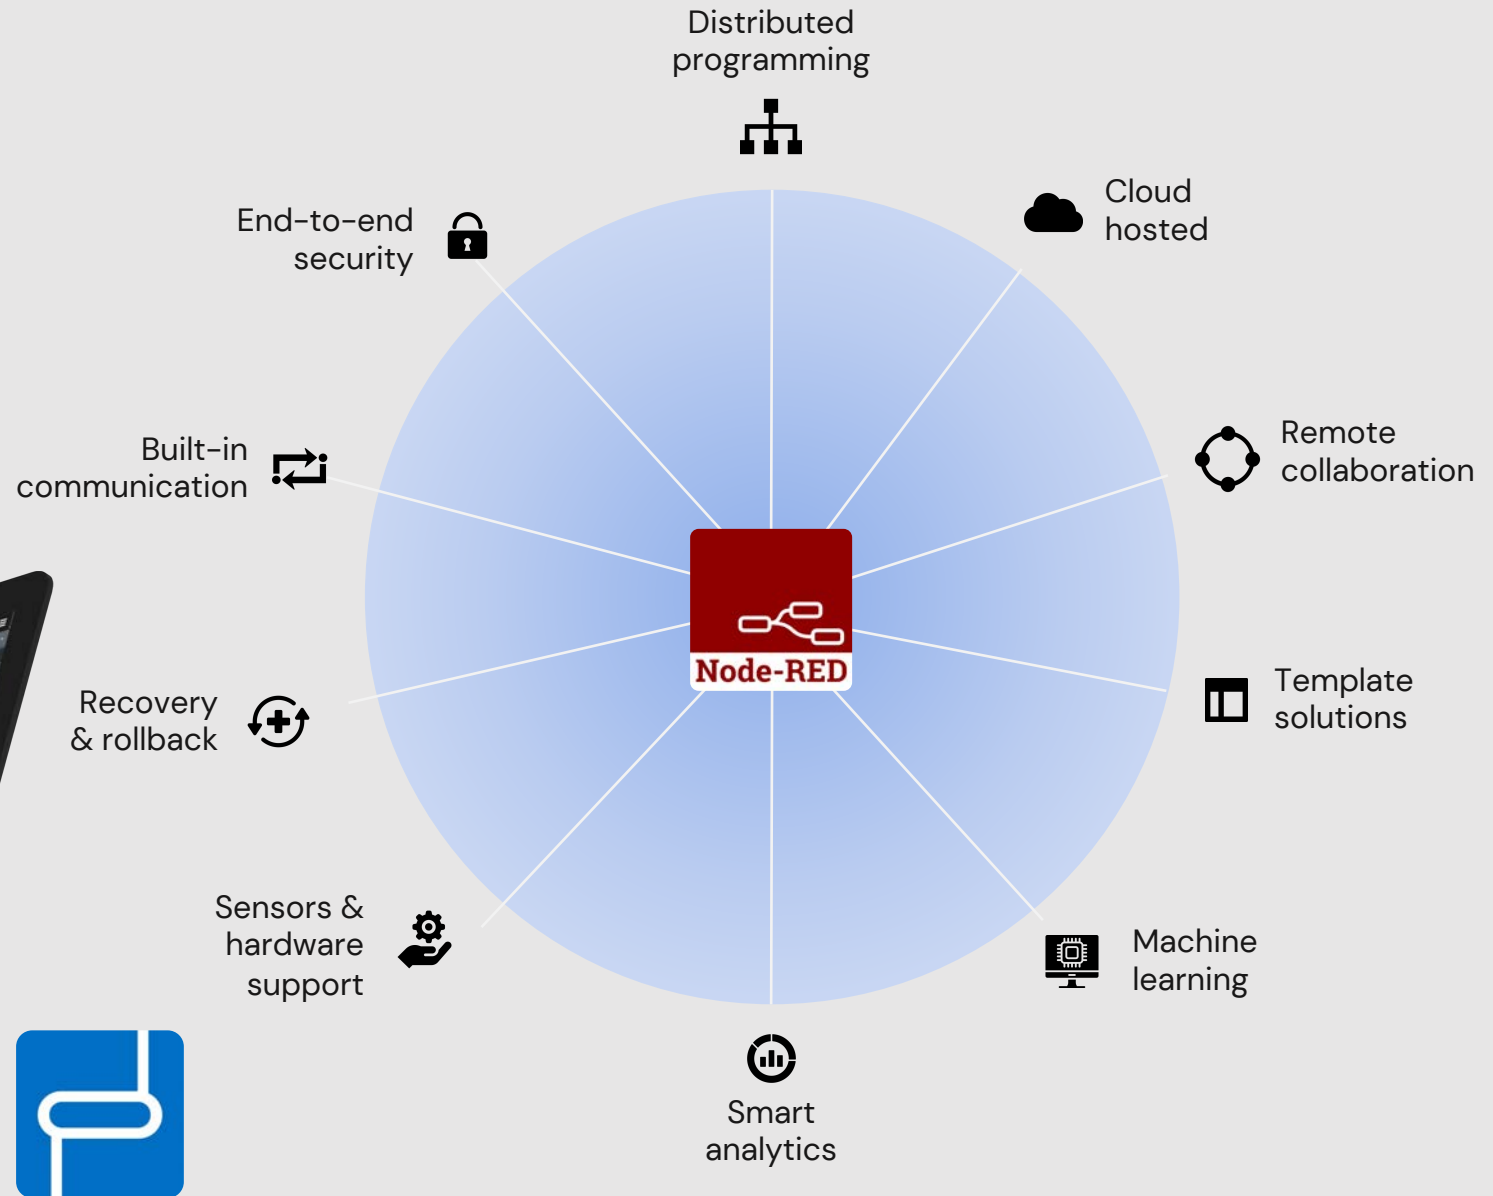 Distributed
programming
Cloud
hosted
End-to-end
security
Remote
collaboration
Built-in
communication
Node-RED
Template
solutions
Recovery
& rollback
Sensors &
hardware
support
Machine
learning
Smart
analytics